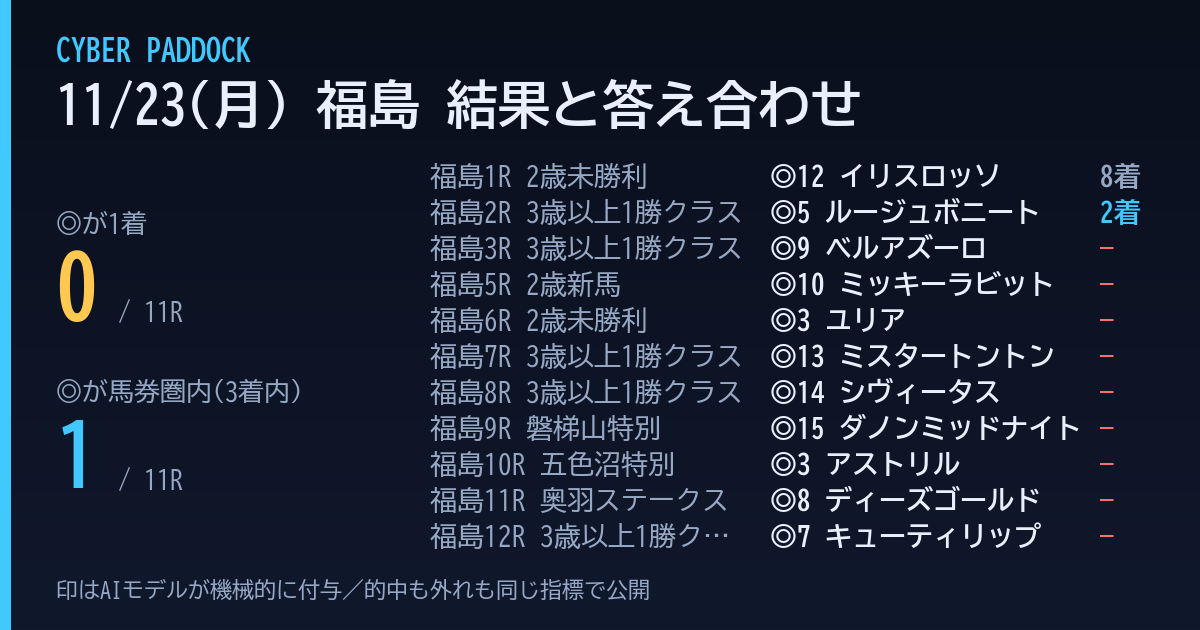 CYBER PADDOCK
11/23(月) 福島 結果と答え合わせ
◎が1着
0 / 11R
◎が馬券圏内(3着内)
1 / 11R
福島1R 2歳未勝利 ◎12 イリスロッソ 8着
福島2R 3歳以上1勝クラス ◎5 ルージュボニート 2着
福島3R 3歳以上1勝クラス ◎9 ベルアズーロ －
福島5R 2歳新馬 ◎10 ミッキーラビット －
福島6R 2歳未勝利 ◎3 ユリア －
福島7R 3歳以上1勝クラス ◎13 ミスタートントン －
福島8R 3歳以上1勝クラス ◎14 シヴィータス －
福島9R 磐梯山特別 ◎15 ダノンミッドナイト －
福島10R 五色沼特別 ◎3 アストリル －
福島11R 奥羽ステークス ◎8 ディーズゴールド －
福島12R 3歳以上1勝ク… ◎7 キューティリップ －
印はAIモデルが機械的に付与／的中も外れも同じ指標で公開